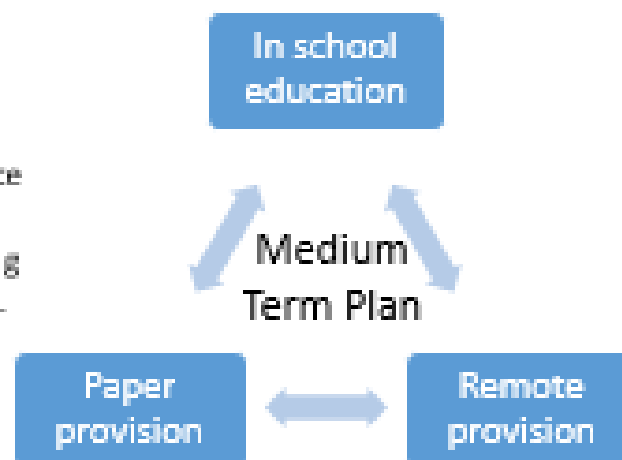 In school
education
Medium
Term Plan
Paper
provision
Remote
provision